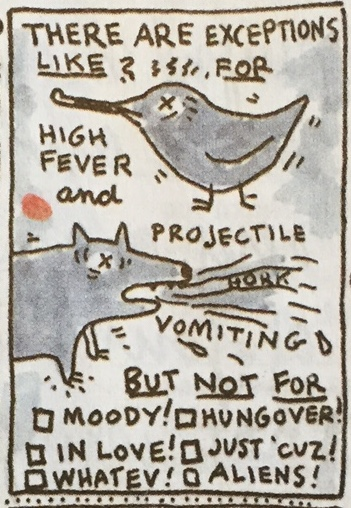 THERE ARE EXCEPTIONS
LIKE FOR
HIGH
FEVER
and
PROJECTILE
HORK
VOMITING
BUT NOT FOR
MOODY! HUNGOVER!
IN LOVE! JUST 'CUZ!
WHATEV! ALIENS!